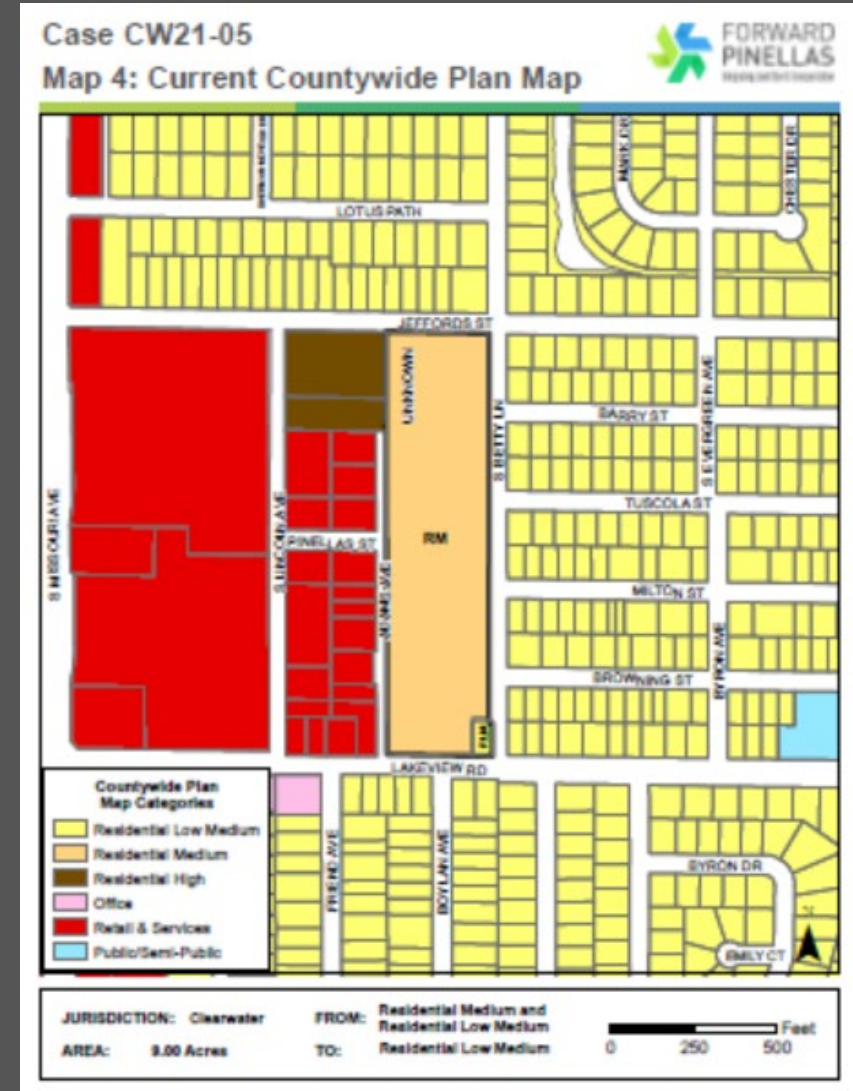 Case CW21-05
Map 4: Current Countywide Plan Map
FORWARD
PINELLAS
PARK DR
CHESTER DR
LOTUS PATH
JEFFORDS ST
UNKNOWN
S BETTY LN
S EVERGREEN AVE
BARRY ST
S MISSOURI AVE
S LINCOLN AVE
TUSCOLA ST
PINELLAS ST
RM
ADAMS AVE
MILTON ST
BYRON AVE
BROWNING ST
RLM
LAKEVIEW RD
Countywide Plan
Map Categories
Residential Low Medium
Residential Medium
Residential High
Office
Retail & Services
Public/Semi-Public
FRIEND AVE
BOYLAN AVE
BYRON DR
EMILY CT
N
JURISDICTION: Clearwater
AREA: 9.00 Acres
FROM: Residential Medium and
Residential Low Medium
TO: Residential Low Medium
Feet
0 250 500